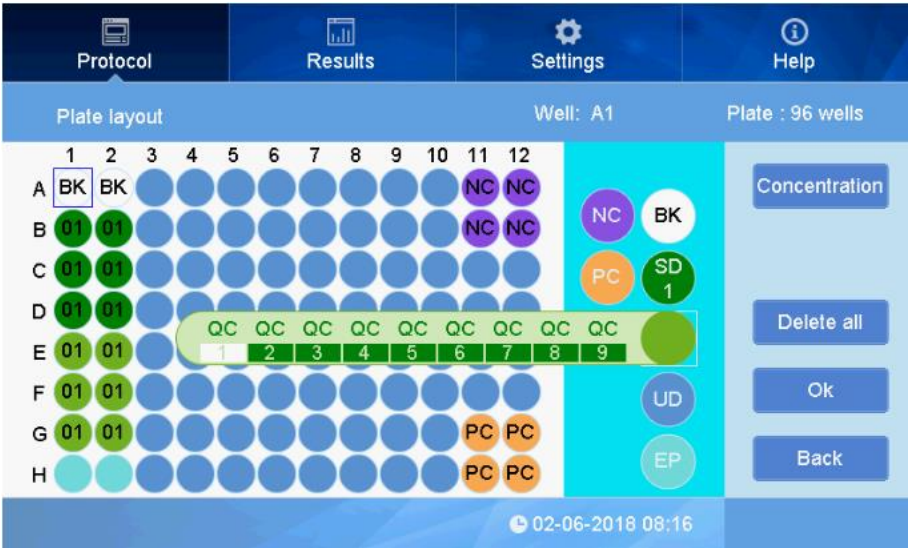 Protocol Results Settings Help
Plate layout Well: A1 Plate : 96 wells
1 2 3 4 5 6 7 8 9 10 11 12
A BK BK NC NC
B 01 01 NC NC
C 01 01
D 01 01
E 01 01
F 01 01
G 01 01 PC PC
H PC PC
QC QC QC QC QC QC QC QC QC
1 2 3 4 5 6 7 8 9
NC BK
PC SD
1
UD
EP
Concentration
Delete all
Ok
Back
02-06-2018 08:16